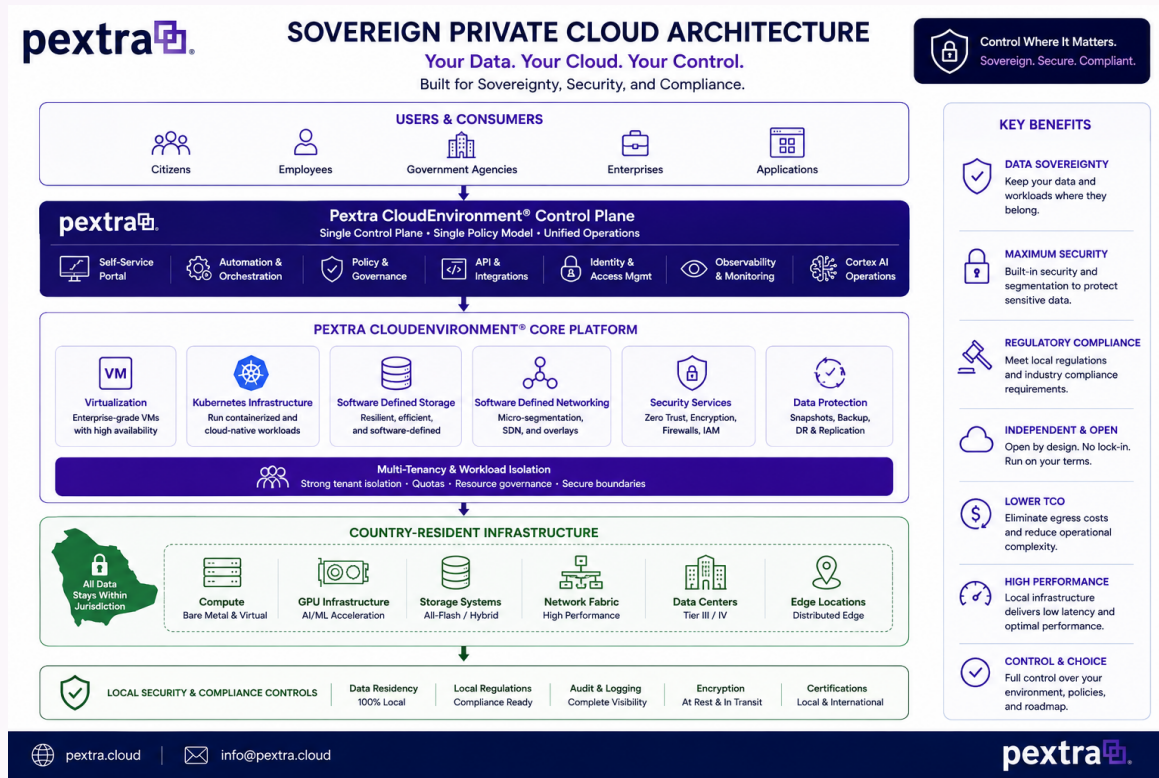 pextra®
SOVEREIGN PRIVATE CLOUD ARCHITECTURE
Your Data. Your Cloud. Your Control.
Built for Sovereignty, Security, and Compliance.
Control Where It Matters.
Sovereign. Secure. Compliant.
USERS & CONSUMERS
Citizens
Employees
Government Agencies
Enterprises
Applications
pextra
Pextra CloudEnvironment® Control Plane
Single Control Plane • Single Policy Model • Unified Operations
Self-Service
Portal
Automation &
Orchestration
Policy &
Governance
API &
Integrations
Identity &
Access Mgmt
Observability
& Monitoring
Cortex AI
Operations
PEXTRA CLOUDENVIRONMENT® CORE PLATFORM
VM
Virtualization
Enterprise-grade VMs
with high availability
Kubernetes Infrastructure
Run containerized and
cloud-native workloads
Software Defined Storage
Resilient, efficient,
and software-defined
Software Defined Networking
Micro-segmentation,
SDN, and overlays
Security Services
Zero Trust, Encryption,
Firewalls, IAM
Data Protection
Snapshots, Backup,
DR & Replication
Multi-Tenancy & Workload Isolation
Strong tenant isolation • Quotas • Resource governance • Secure boundaries
COUNTRY-RESIDENT INFRASTRUCTURE
All Data
Stays Within
Jurisdiction
Compute
Bare Metal & Virtual
GPU Infrastructure
AI/ML Acceleration
Storage Systems
All-Flash / Hybrid
Network Fabric
High Performance
Data Centers
Tier III / IV
Edge Locations
Distributed Edge
LOCAL SECURITY & COMPLIANCE CONTROLS
Data Residency
100% Local
Local Regulations
Compliance Ready
Audit & Logging
Complete Visibility
Encryption
At Rest & In Transit
Certifications
Local & International
KEY BENEFITS
DATA SOVEREIGNTY
Keep your data and
workloads where they
belong.
MAXIMUM SECURITY
Built-in security and
segmentation to protect
sensitive data.
REGULATORY COMPLIANCE
Meet local regulations
and industry compliance
requirements.
INDEPENDENT & OPEN
Open by design. No lock-in.
Run on your terms.
LOWER TCO
$
Eliminate egress costs
and reduce operational
complexity.
HIGH PERFORMANCE
Local infrastructure
delivers low latency and
optimal performance.
CONTROL & CHOICE
Full control over your
environment, policies,
and roadmap.
pextra.cloud
info@pextra.cloud
pextra